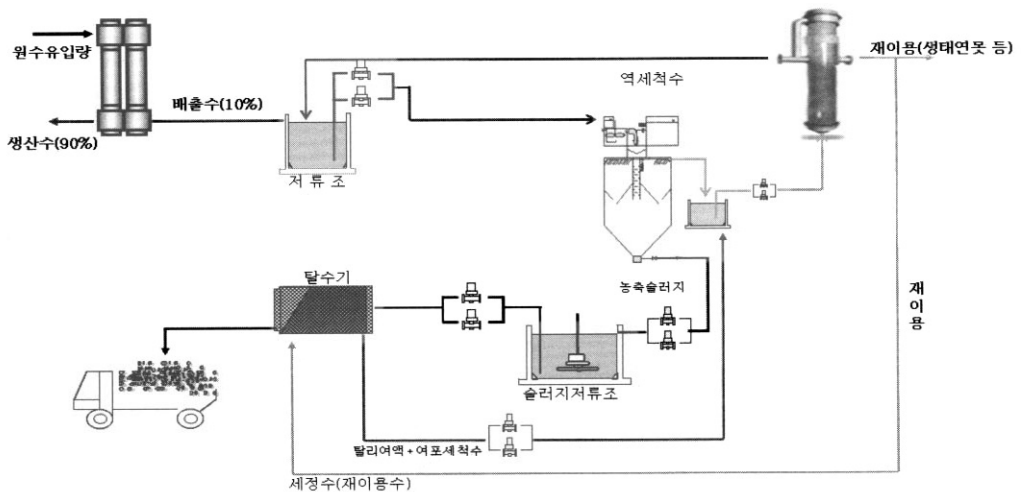 원수유입량
재이용(생태연못 등)
역세척수
배출수(10%)
생산수(90%)
저 류 조
탈수기
농축슬러지
재이용
슬러지저류조
탈리여액 + 여포세척수
세정수(재이용수)